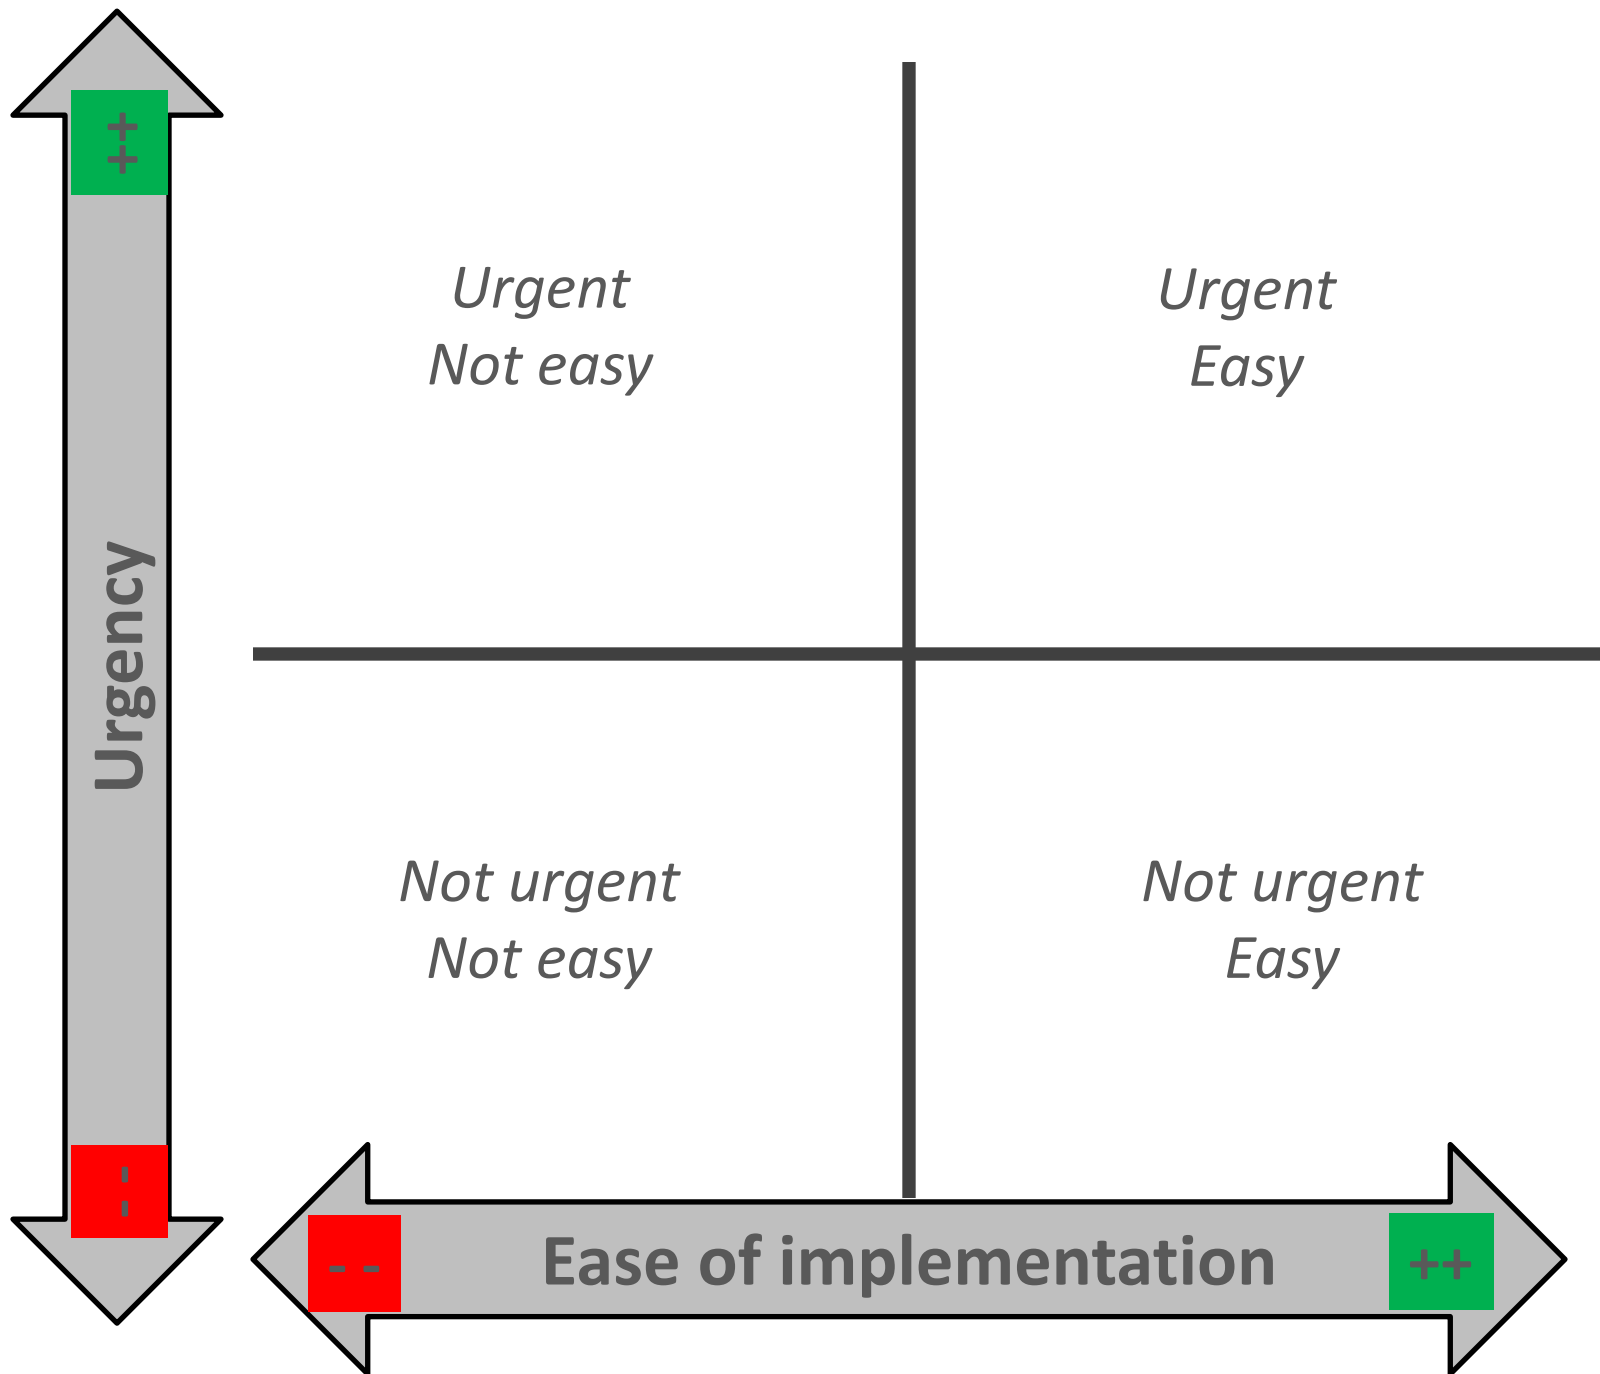 ++
Urgent
Not easy
Urgent
Easy
Urgency
Not urgent
Not easy
Not urgent
Easy
- -
- -
Ease of implementation
++